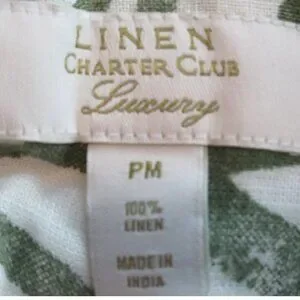 LINEN
CHARTER CLUB
Luxury
PM
100%
LINEN
MADE IN
INDIA